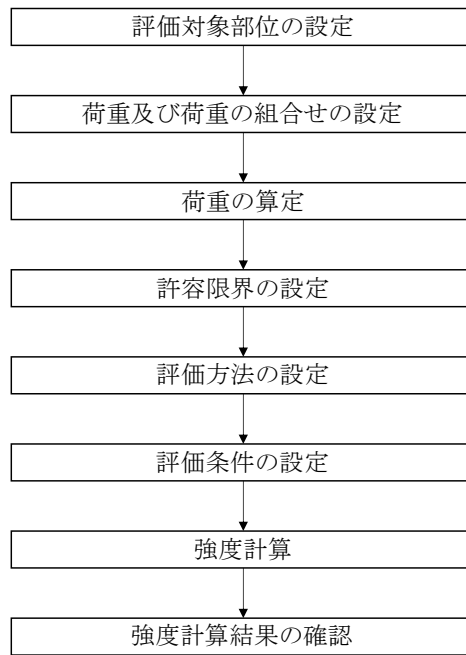 評価対象部位の設定
荷重及び荷重の組合せの設定
荷重の算定
許容限界の設定
評価方法の設定
評価条件の設定
強度計算
強度計算結果の確認